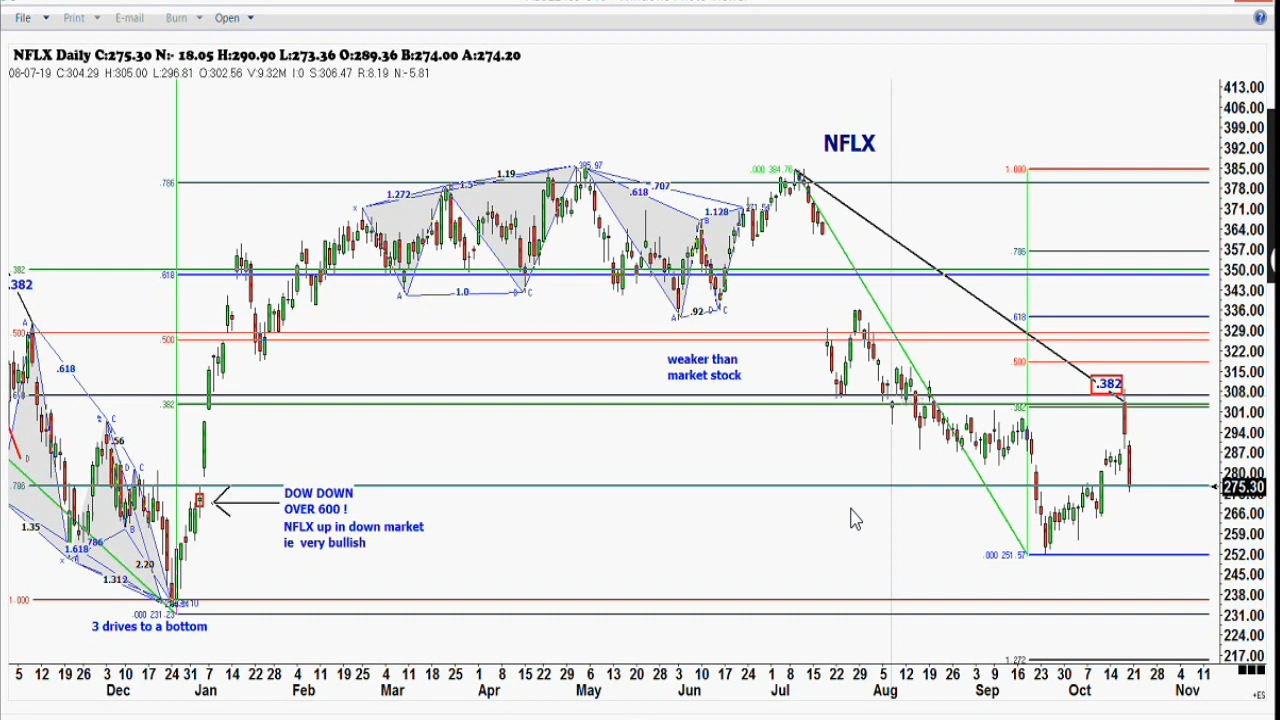 File Print E-mail Burn Open
NFLX Daily C:275.30 N:- 18.05 H:290.90 L:273.36 O:289.36 B:274.00 A:274.20
08-07-19 C:304.29 H:305.00 L:296.81 O:302.56 V:9.32M I:0 S:306.47 R:8.19 N:-5.81
NFLX
413.00
406.00
399.00
392.00
385.00
378.00
371.00
364.00
357.00
350.00
343.00
336.00
329.00
322.00
315.00
308.00
301.00
294.00
287.00
280.00
275.30
266.00
259.00
252.00
245.00
238.00
231.00
224.00
217.00
.000 384.76
1.000
385.97
1.19
1.5
1.272
.786
.618
.707
1.128
X
B
A
D C
1.0
.92
.382
.618
.382
.500
.500
.618
.382
.786
.786
.618
.500
.382
.382
A
.618
C
.56
D
C
B
D
1.35
1.618
.786
2.20
1.312
X
A
1.000
.000 231.23
3 drives to a bottom
weaker than
market stock
DOW DOWN
OVER 600 !
NFLX up in down market
ie very bullish
.000 251.57
1.272
5 12 19 26 3 10 17 24 31 7 14 22 28 4 11 19 25 4 11 18 25 1 8 15 22 29 6 13 20 28 3 10 17 24 1 8 15 22 29 5 12 19 26 3 9 16 23 30 7 14 21 28 4 11
Dec Jan Feb Mar Apr May Jun Jul Aug Sep Oct Nov
+ES